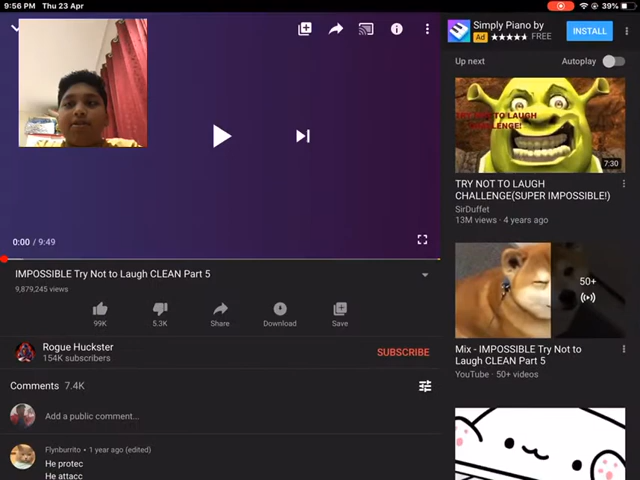 9:56 PM Thu 23 Apr
39%
Simply Piano by
Ad FREE
INSTALL
Up next
Autoplay
TRY NOT TO LAUGH
CHALLENGE!
7:30
TRY NOT TO LAUGH
CHALLENGE(SUPER IMPOSSIBLE!)
SirDuffet
13M views · 4 years ago
0:00 / 9:49
IMPOSSIBLE Try Not to Laugh CLEAN Part 5
9,879,245 views
99K
5.3K
Share
Download
Save
50+
Mix - IMPOSSIBLE Try Not to
Laugh CLEAN Part 5
YouTube · 50+ videos
Rogue Huckster
154K subscribers
SUBSCRIBE
Comments 7.4K
Add a public comment...
Flynburrito • 1 year ago (edited)
He protec
He attacc